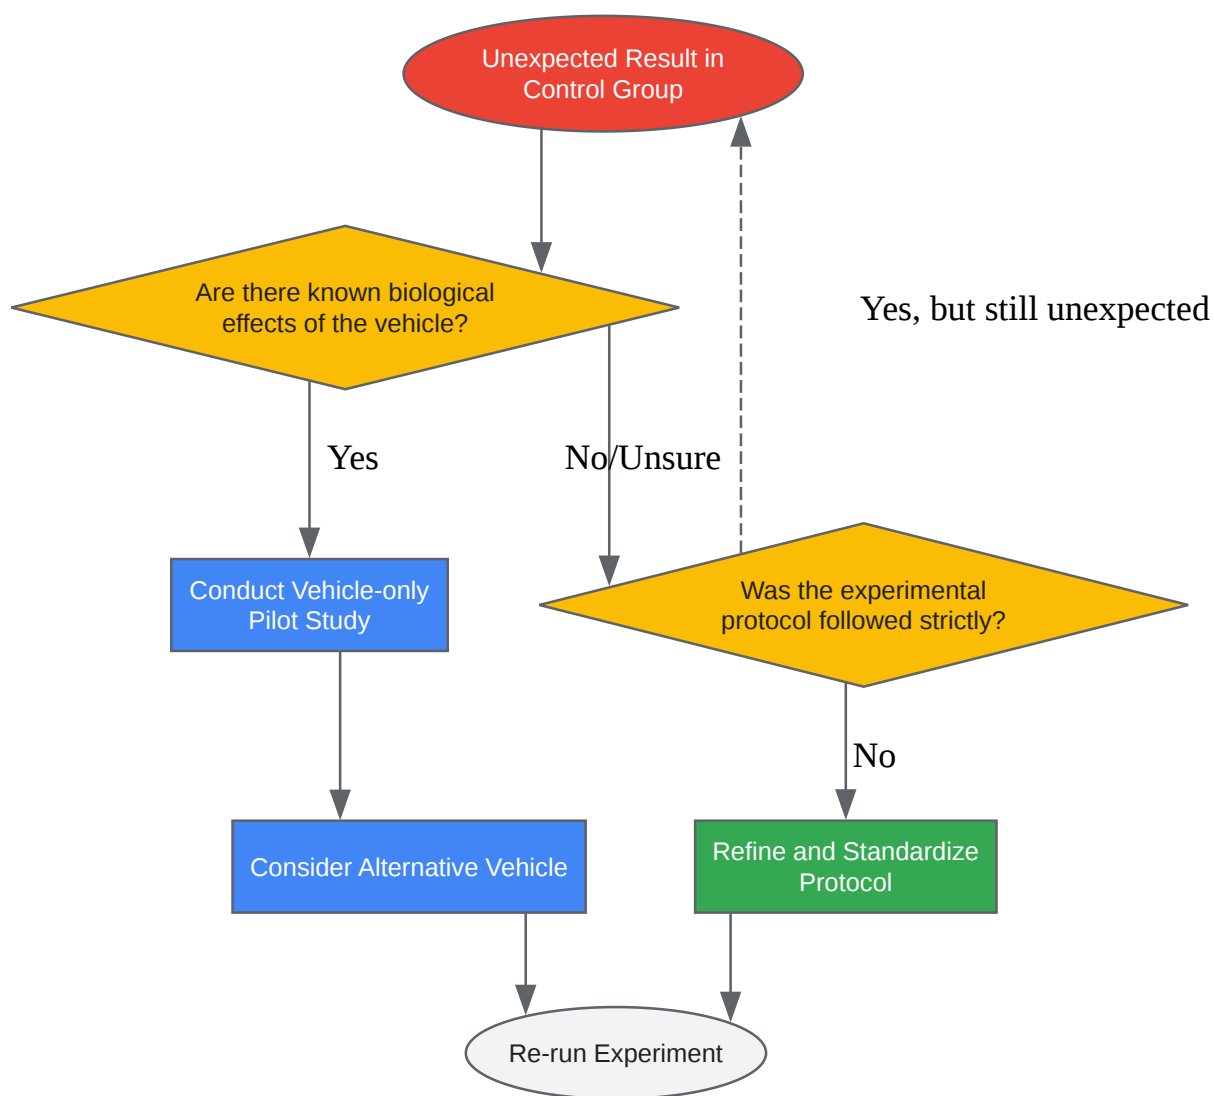 Unexpected Result in
Control Group
Are there known biological
effects of the vehicle?
Yes, but still unexpected
Yes
No/Unsure
Conduct Vehicle-only
Pilot Study
Was the experimental
protocol followed strictly?
No
Consider Alternative Vehicle
Refine and Standardize
Protocol
Re-run Experiment